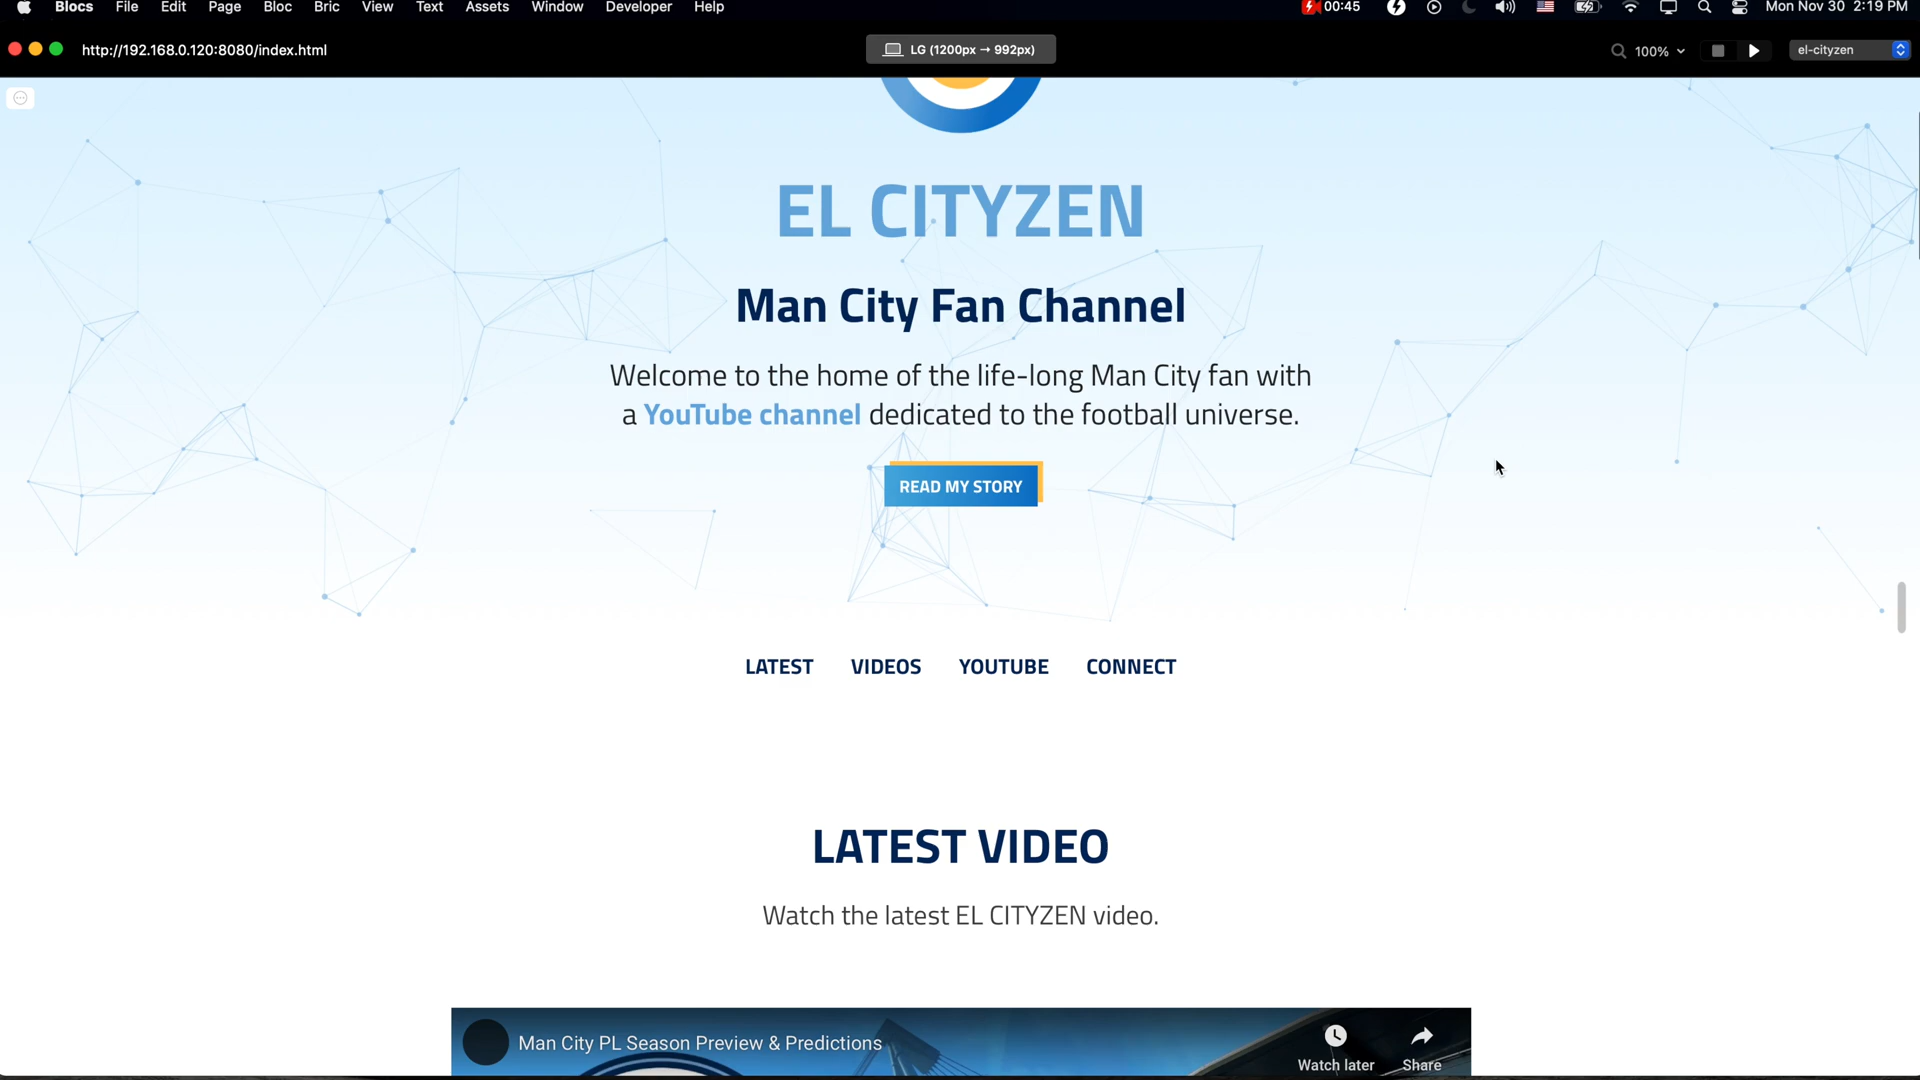 Blocs File Edit Page Bloc Bric View Text Assets Window Developer Help 00:45 Mon Nov 30 2:19 PM
http://192.168.0.120:8080/index.html LG (1200px → 992px) 100% el-cityzen
EL CITYZEN
Man City Fan Channel
Welcome to the home of the life-long Man City fan with
a YouTube channel dedicated to the football universe.
READ MY STORY
LATEST VIDEOS YOUTUBE CONNECT
LATEST VIDEO
Watch the latest EL CITYZEN video.
Man City PL Season Preview & Predictions
Watch later Share